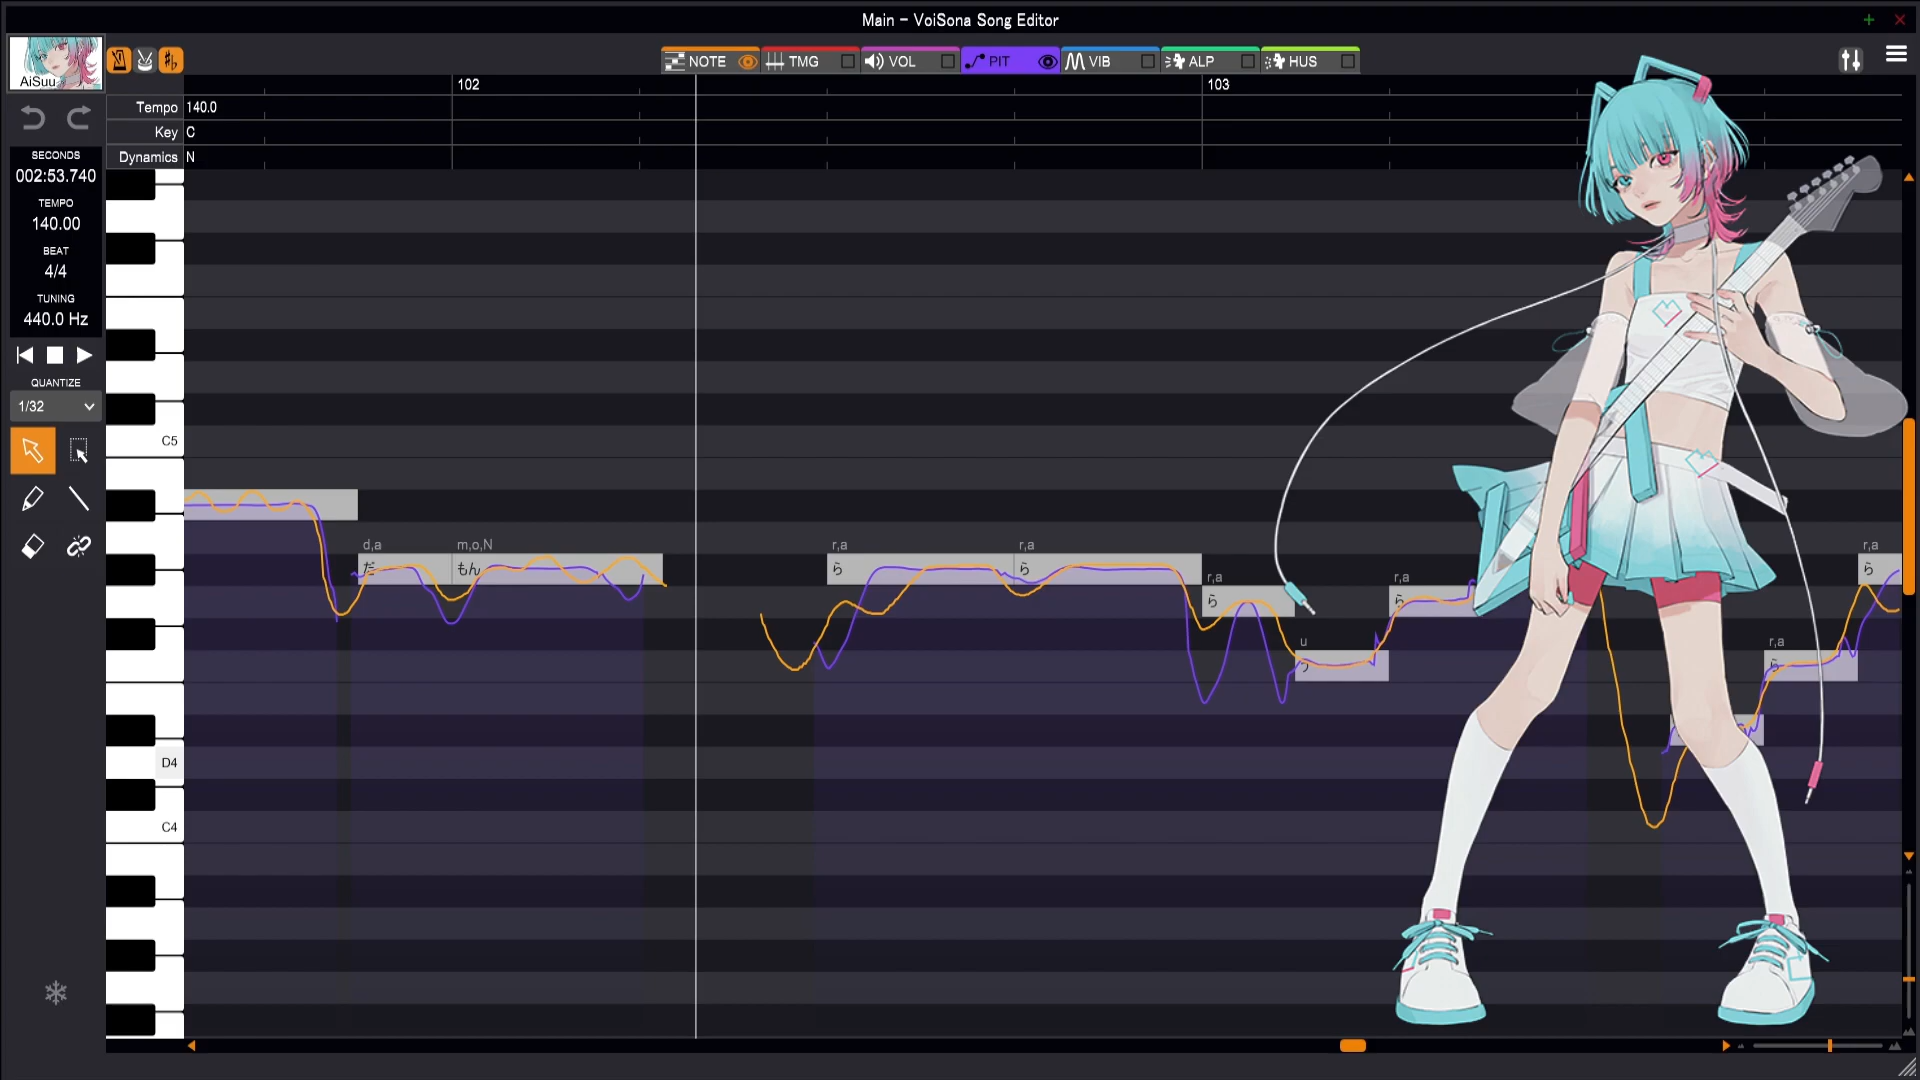 Main – VoiSona Song Editor
AiSuu
NOTE TMG VOL PIT VIB ALP HUS
102 103
Tempo 140.0
Key C
Dynamics N
SECONDS
002:53.740
TEMPO
140.00
BEAT
4/4
TUNING
440.0 Hz
QUANTIZE
1/32
C5
D4
C4
d,a m,o,N r,a r,a r,a
だ もん ら ら ら
r,a r,a
ら ら
u r,a
う ら